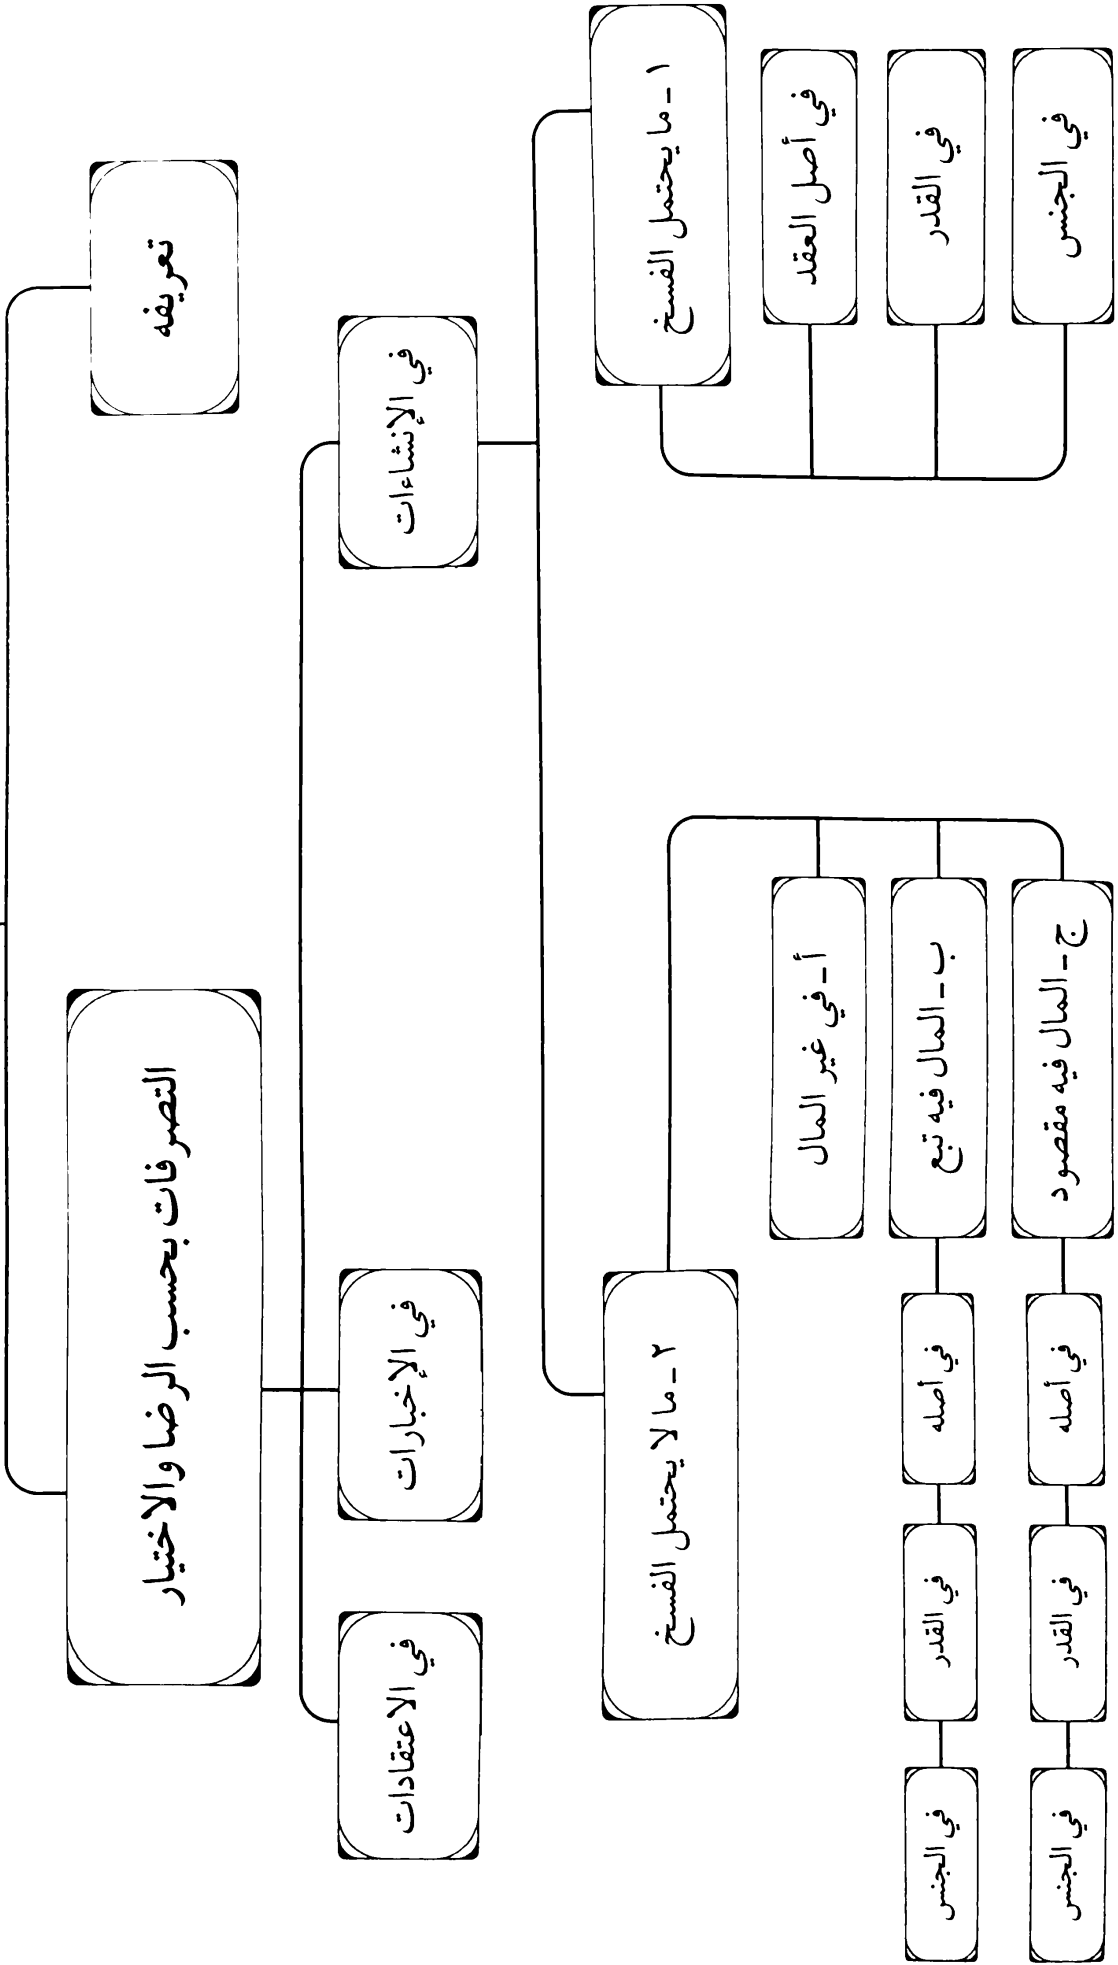 تعريفه
التصرفات بحسب الرضا والاختيار
في الإنشاءات
في الإخبارات
في الاعتقادات
١ - ما يحتمل الفسخ
في أصل العقد
في القدر
في الجنس
٢ - ما لا يحتمل الفسخ
أ - في غير المال
ب - المال فيه تبع
في أصله
في القدر
في الجنس
ج - المال فيه مقصود
في أصله
في القدر
في الجنس